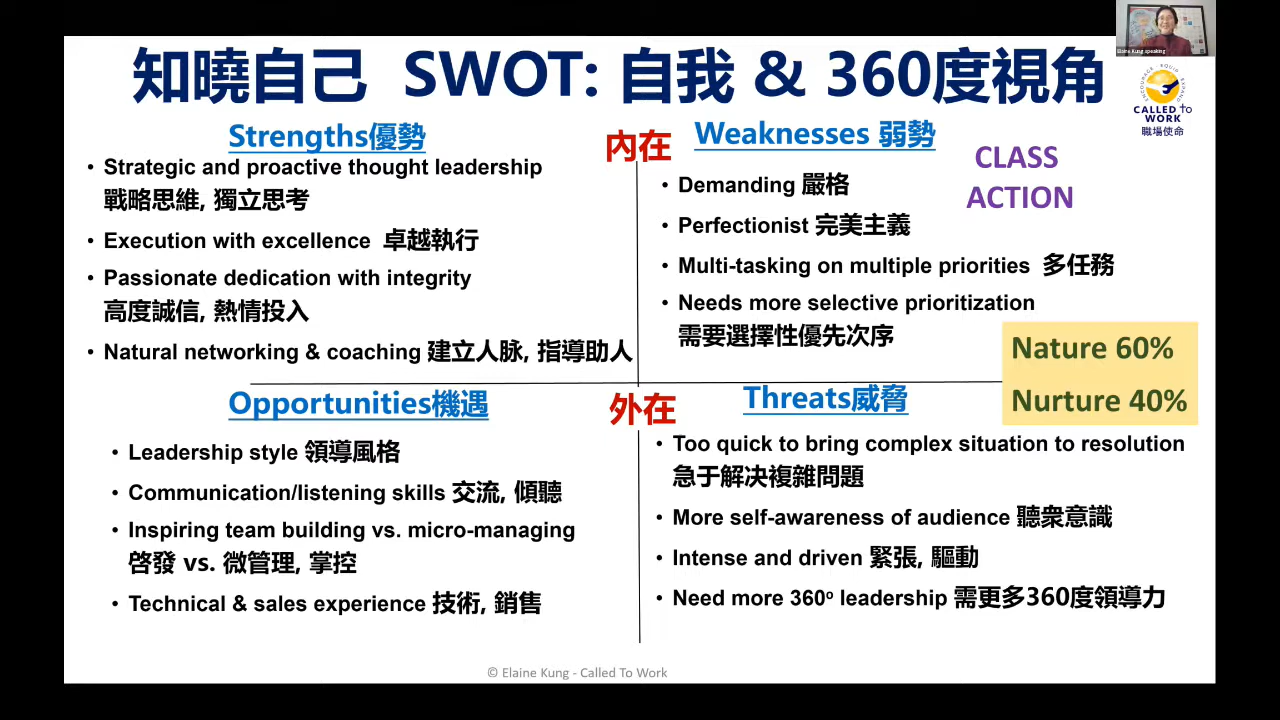 知曉自己 SWOT: 自我 & 360度視角
Elaine Kung speaking
ENCOURAGE · EQUIP · EXPAND
CALLED to
WORK
職場使命
Strengths優勢
Strategic and proactive thought leadership
戰略思維, 獨立思考
Execution with excellence 卓越執行
Passionate dedication with integrity
高度誠信, 熱情投入
Natural networking & coaching 建立人脉, 指導助人
内在
Weaknesses 弱勢
CLASS
ACTION
Demanding 嚴格
Perfectionist 完美主義
Multi-tasking on multiple priorities 多任務
Needs more selective prioritization
需要選擇性優先次序
Nature 60%
Nurture 40%
Opportunities機遇
Leadership style 領導風格
Communication/listening skills 交流, 傾聽
Inspiring team building vs. micro-managing
啓發 vs. 微管理, 掌控
Technical & sales experience 技術, 銷售
外在
Threats威脅
Too quick to bring complex situation to resolution
急于解决複雜問題
More self-awareness of audience 聽衆意識
Intense and driven 緊張, 驅動
Need more 360º leadership 需更多360度領導力
© Elaine Kung - Called To Work